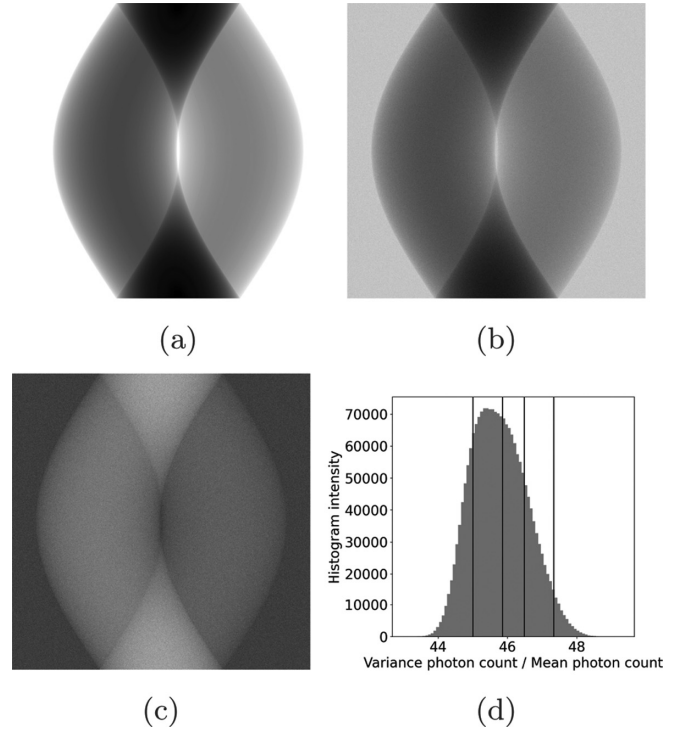 (a)
(b)
70000
60000
50000
40000
30000
20000
10000
0
Histogram intensity
44
46
48
Variance photon count / Mean photon count
(c)
(d)